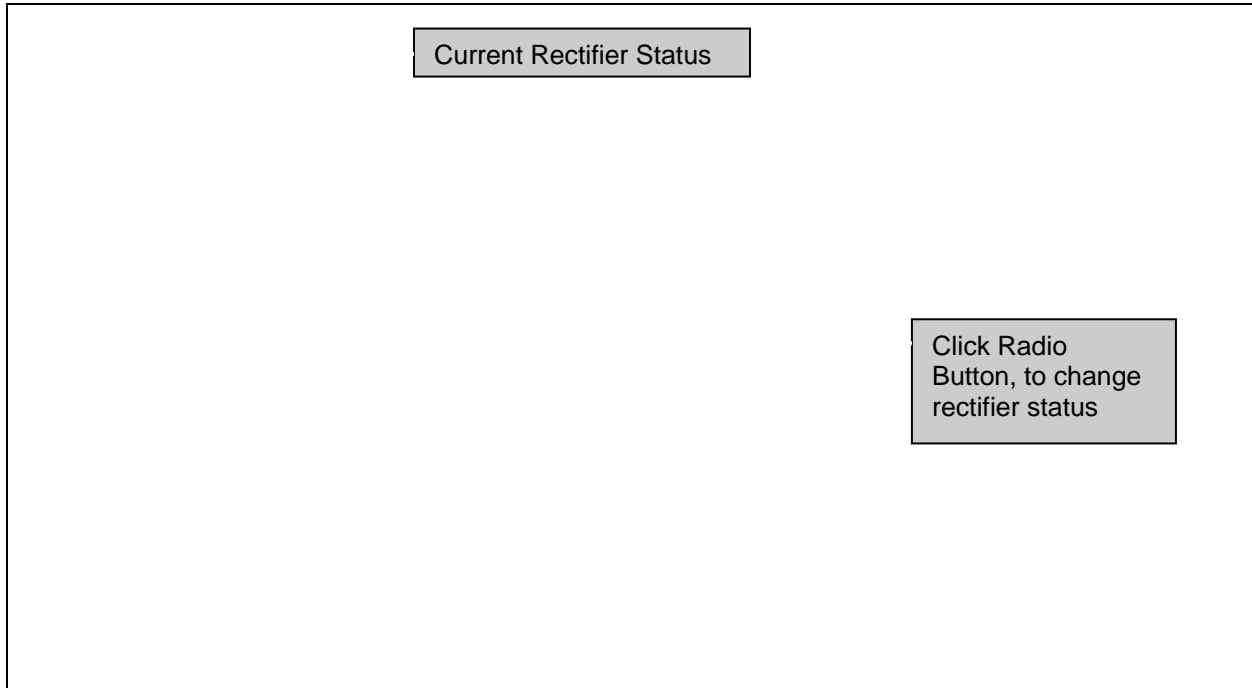 Current Rectifier Status
Click Radio
Button, to change
rectifier status